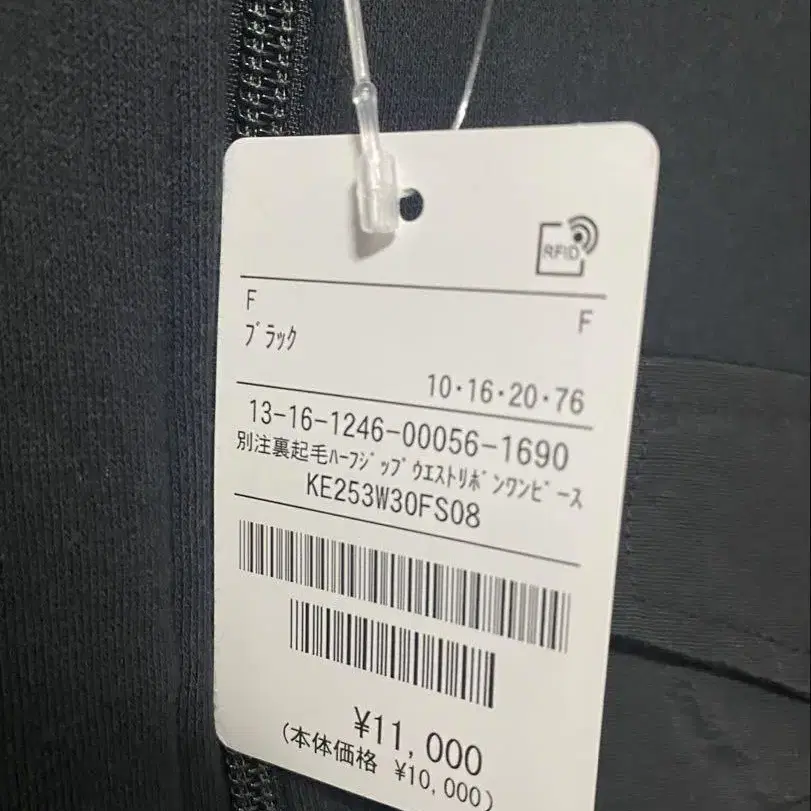 RFID
F F
ﾌﾞﾗｯｸ
10・16・20・76
13-16-1246-00056-1690
別注裏起毛ﾊｰﾌｼﾞｯﾌﾟｳｴｽﾄﾘﾎﾞﾝﾜﾝﾋﾟｰｽ
KE253W30FS08
¥11,000
(本体価格 ¥10,000)